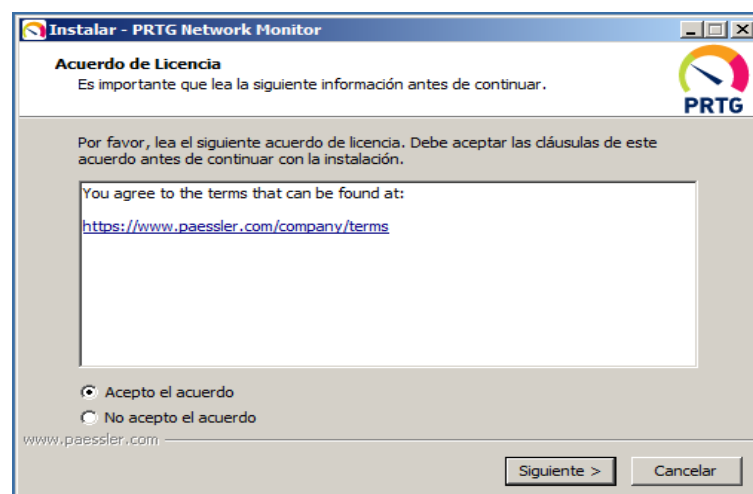 Instalar - PRTG Network Monitor
Acuerdo de Licencia
Es importante que lea la siguiente información antes de continuar.
PRTG
Por favor, lea el siguiente acuerdo de licencia. Debe aceptar las cláusulas de este
acuerdo antes de continuar con la instalación.
You agree to the terms that can be found at:
https://www.paessler.com/company/terms
Acepto el acuerdo
No acepto el acuerdo
www.paessler.com
Siguiente >
Cancelar